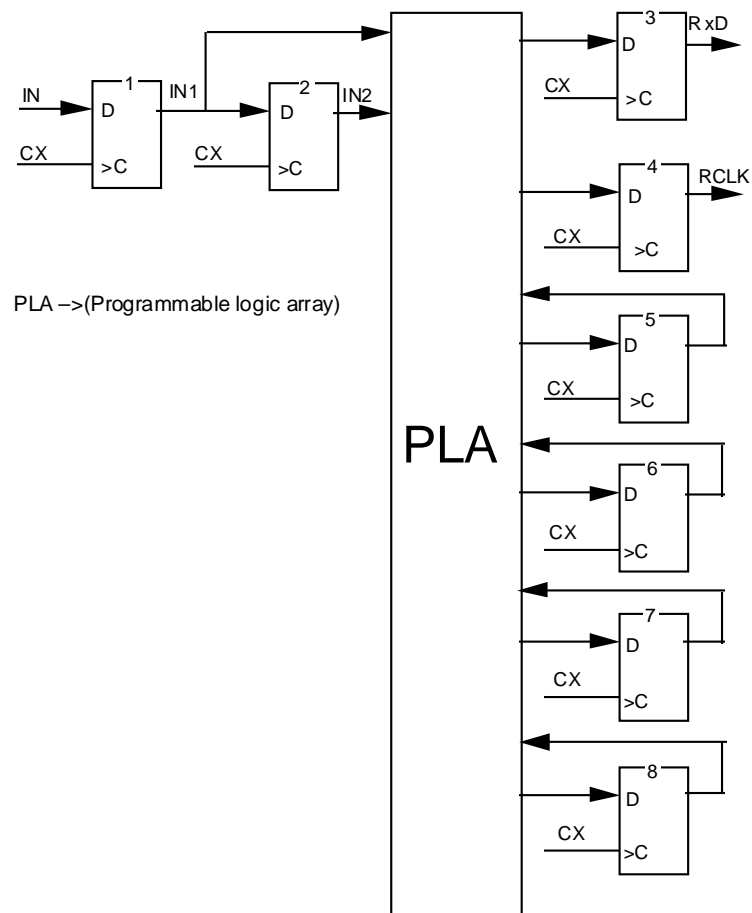 3
R xD
D
CX
>C
1
IN
D
IN1
CX
>C
2
D
IN2
CX
>C
4
RCLK
D
CX
>C
PLA –>(Programmable logic array)
5
D
CX
>C
PLA
6
D
CX
>C
7
D
CX
>C
8
D
CX
>C